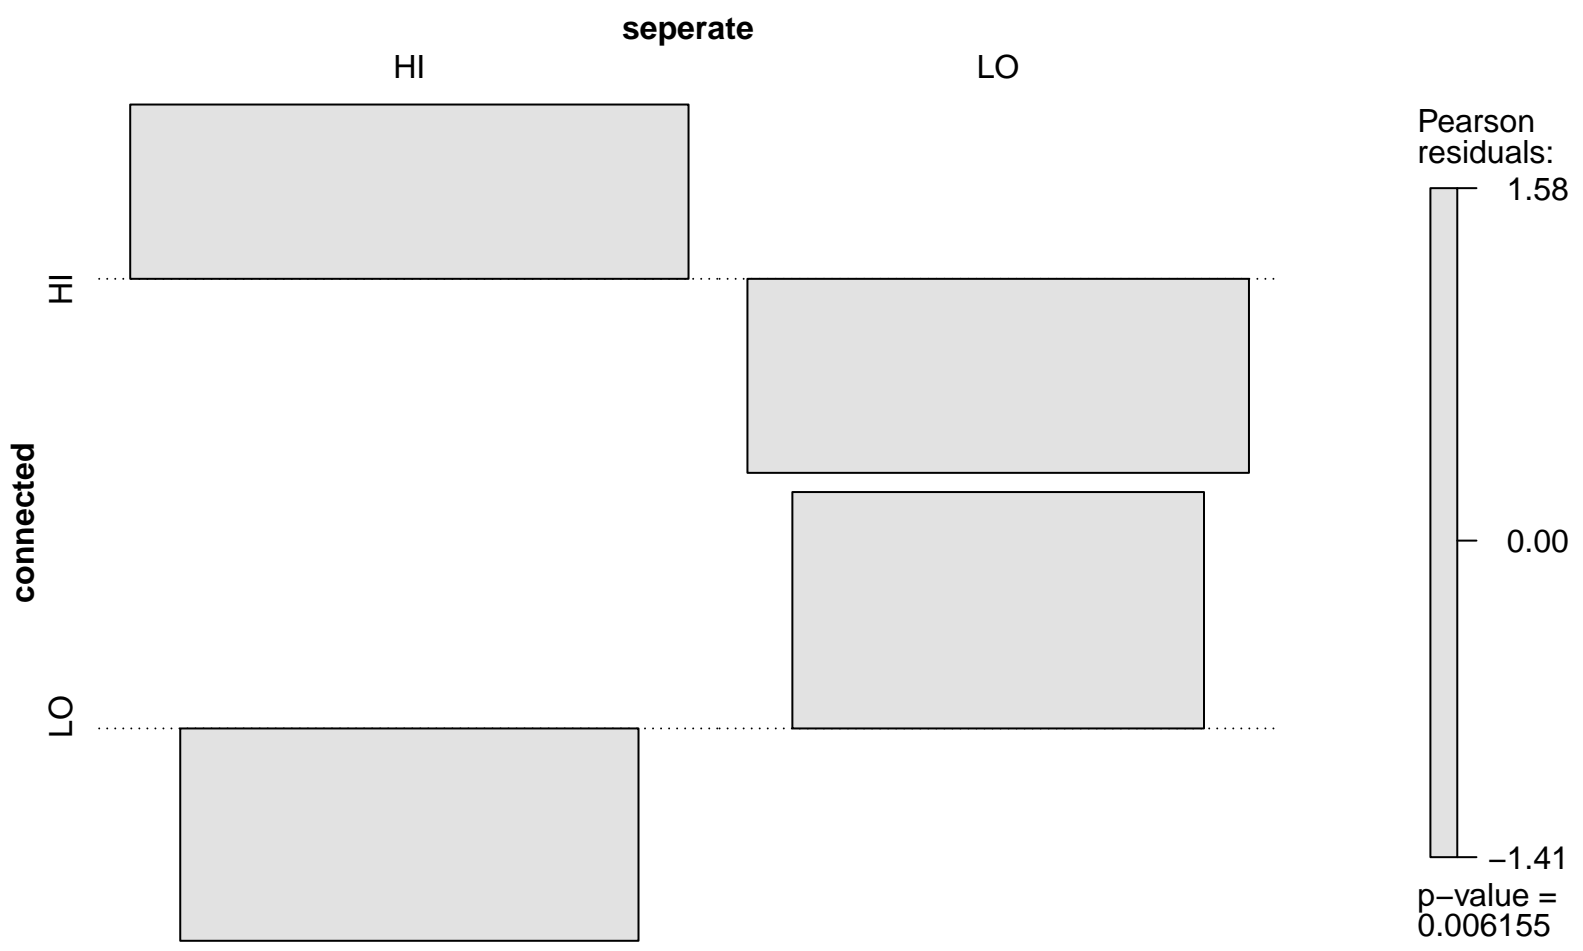 seperate
HI
LO
HI
connected
LO
Pearson
residuals:
1.58
0.00
−1.41
p−value =
0.006155